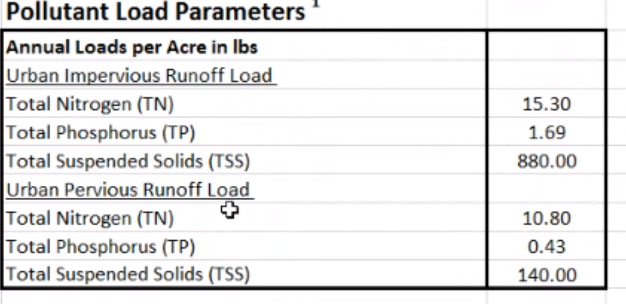 Pollutant Load Parameters 1
Annual Loads per Acre in lbs
Urban Impervious Runoff Load
Total Nitrogen (TN) 15.30
Total Phosphorus (TP) 1.69
Total Suspended Solids (TSS) 880.00
Urban Pervious Runoff Load
Total Nitrogen (TN) 10.80
Total Phosphorus (TP) 0.43
Total Suspended Solids (TSS) 140.00